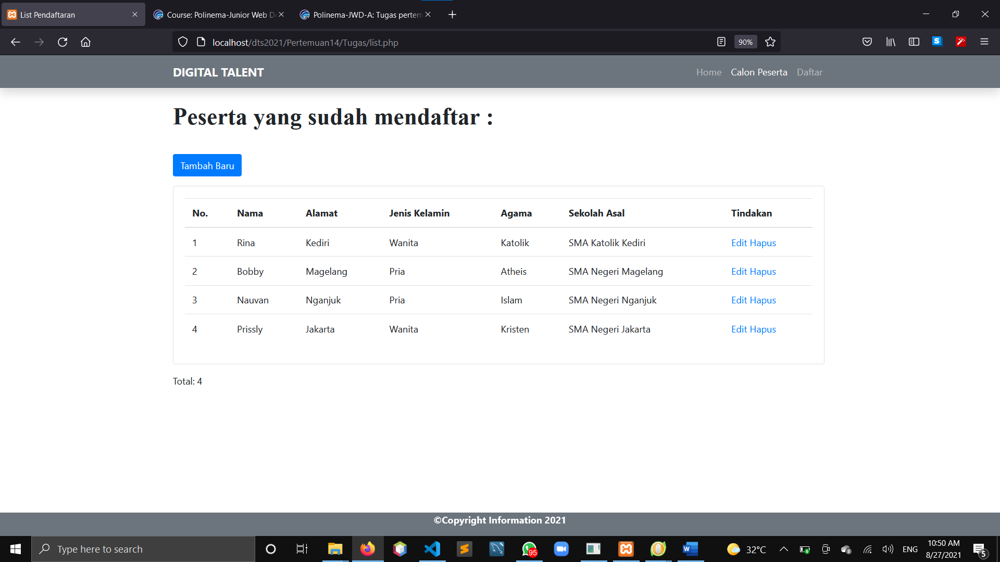 List Pendaftaran
Course: Polinema-Junior Web De
Polinema-JWD-A: Tugas pertem
localhost/dts2021/Pertemuan14/Tugas/list.php
90%
DIGITAL TALENT
Home Calon Peserta Daftar
Peserta yang sudah mendaftar :
Tambah Baru
No. Nama Alamat Jenis Kelamin Agama Sekolah Asal Tindakan
1 Rina Kediri Wanita Katolik SMA Katolik Kediri Edit Hapus
2 Bobby Magelang Pria Atheis SMA Negeri Magelang Edit Hapus
3 Nauvan Nganjuk Pria Islam SMA Negeri Nganjuk Edit Hapus
4 Prissly Jakarta Wanita Kristen SMA Negeri Jakarta Edit Hapus
Total: 4
©Copyright Information 2021
Type here to search
95
32°C
ENG
10:50 AM
8/27/2021
5